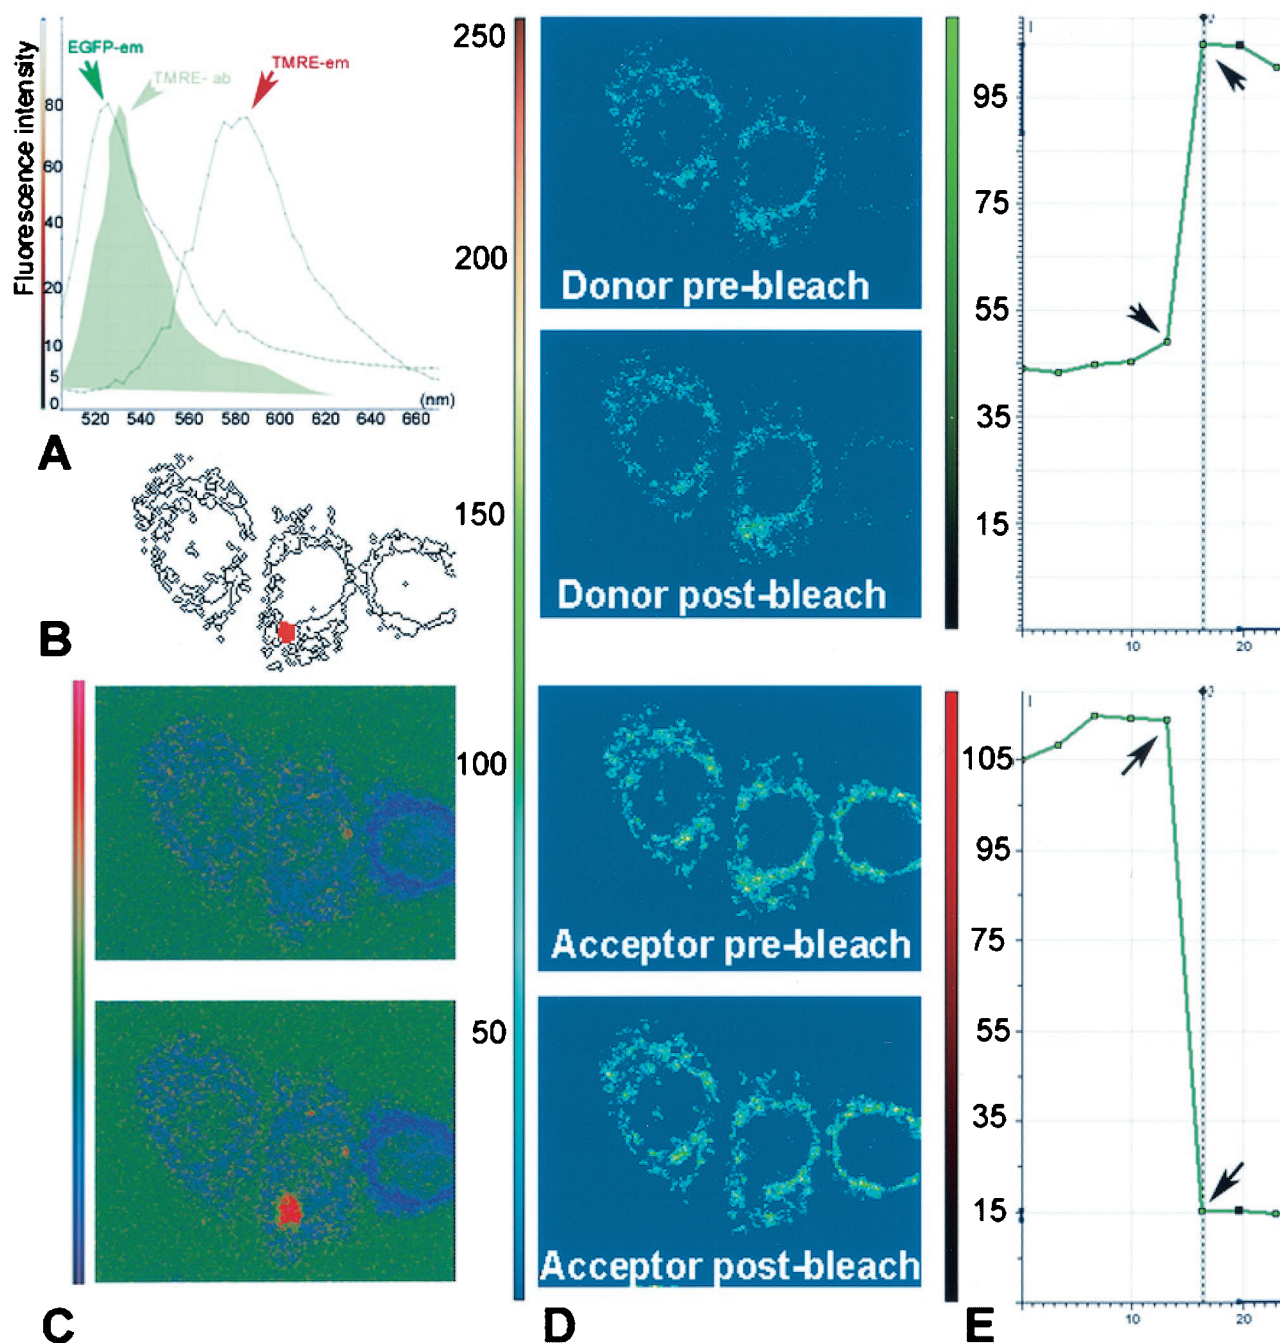 Fluorescence intensity
EGFP-em
TMRE- ab
TMRE-em
80
60
40
20
10
5
0
520 540 560 580 600 620 640 660
(nm)
A
B
C
250
200
150
100
50
Donor pre-bleach
Donor post-bleach
Acceptor pre-bleach
Acceptor post-bleach
D
95
75
55
35
15
10 20
105
95
75
55
35
15
10 20
E